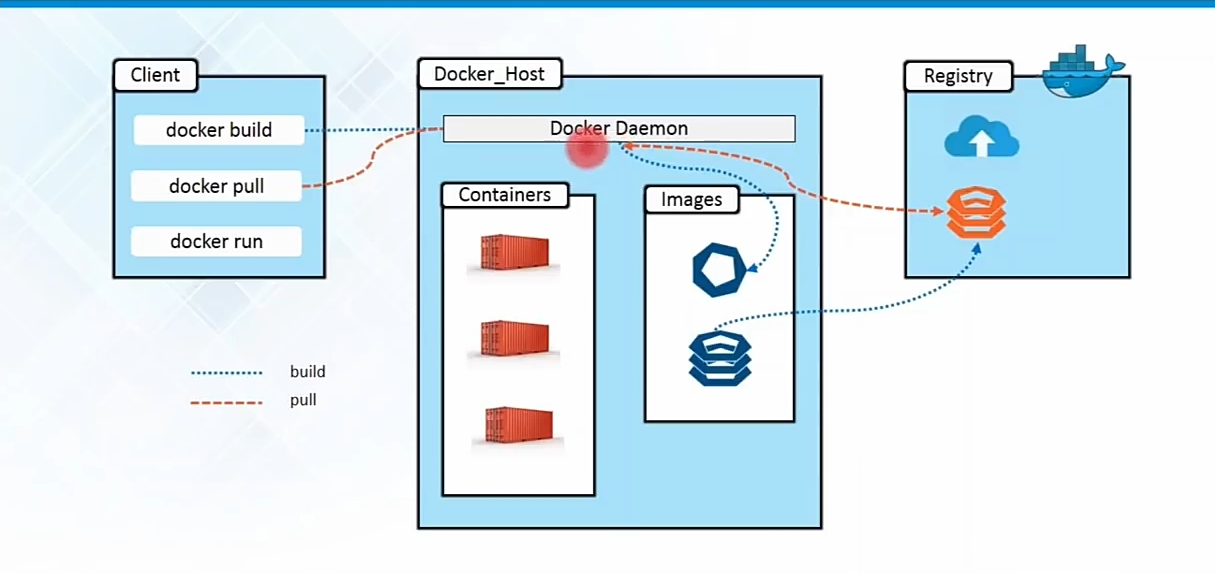 Client
docker build
docker pull
docker run
build
pull
Docker_Host
Docker Daemon
Containers
Images
Registry